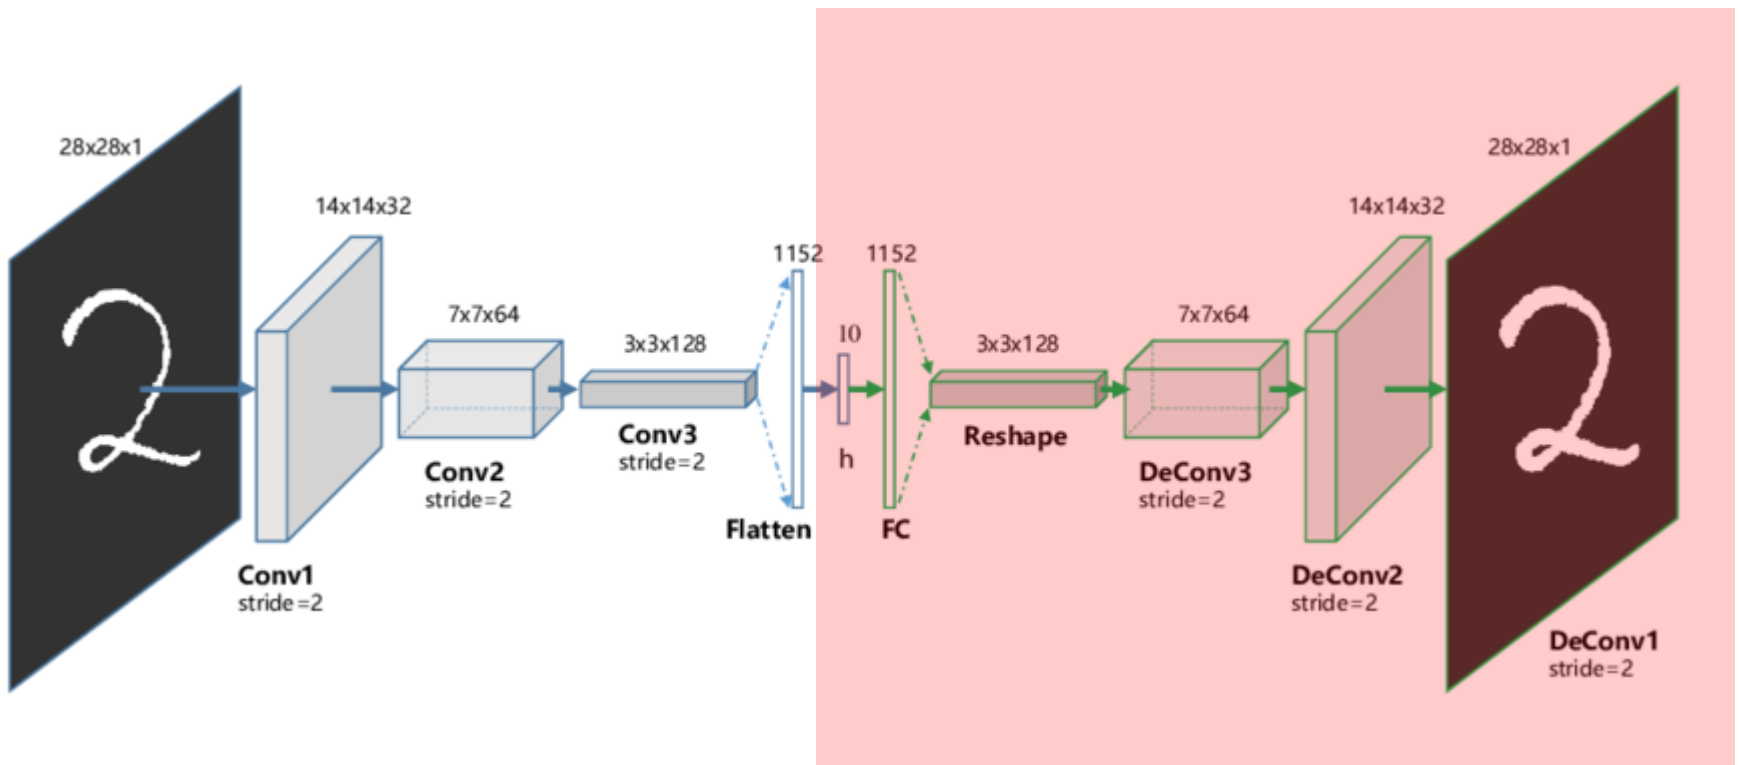 28x28x1
14x14x32
7x7x64
3x3x128
1152
10
1152
3x3x128
7x7x64
14x14x32
28x28x1
Conv1
stride=2
Conv2
stride=2
Conv3
stride=2
Flatten
h
FC
Reshape
DeConv3
stride=2
DeConv2
stride=2
DeConv1
stride=2
2
2